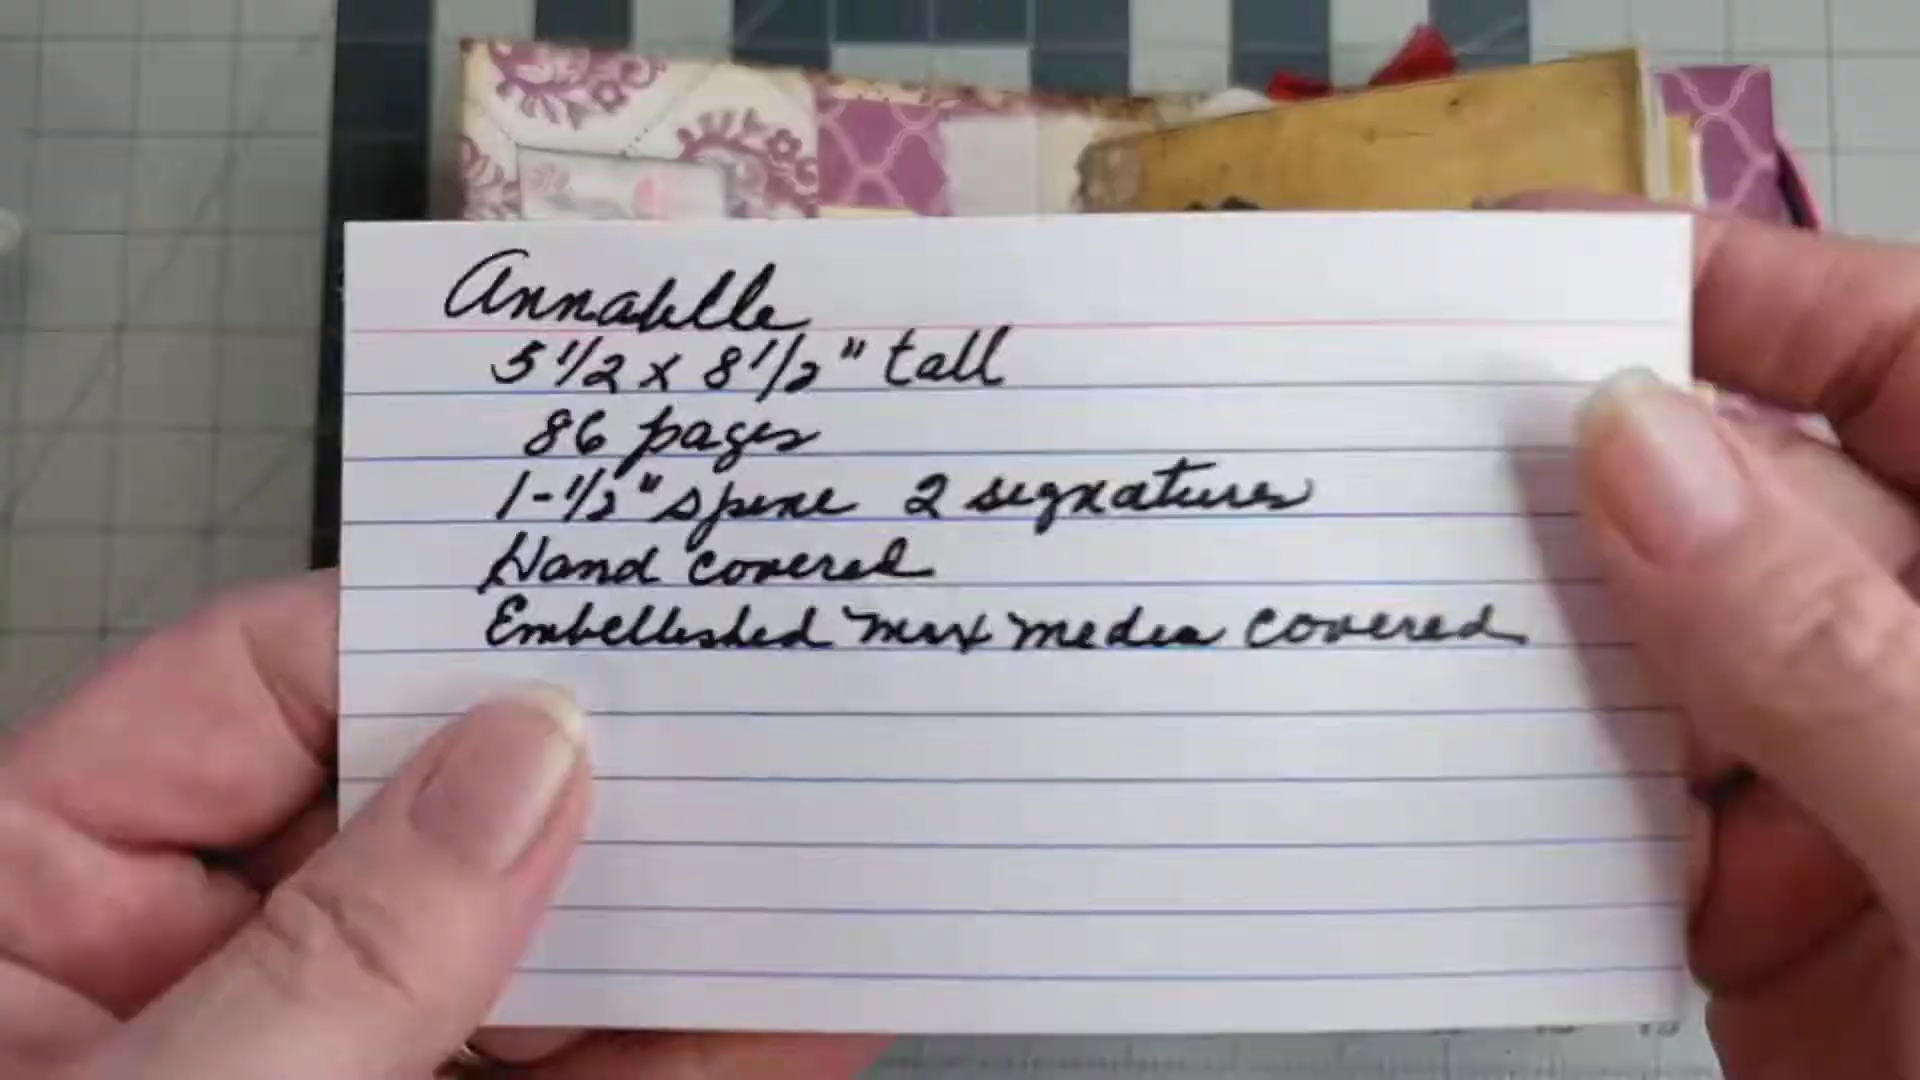 Annabelle
5 1/2 x 8 1/2" tall
86 pages
1-1/2" spine 2 signatures
Hand covered
Embellished mix media covered